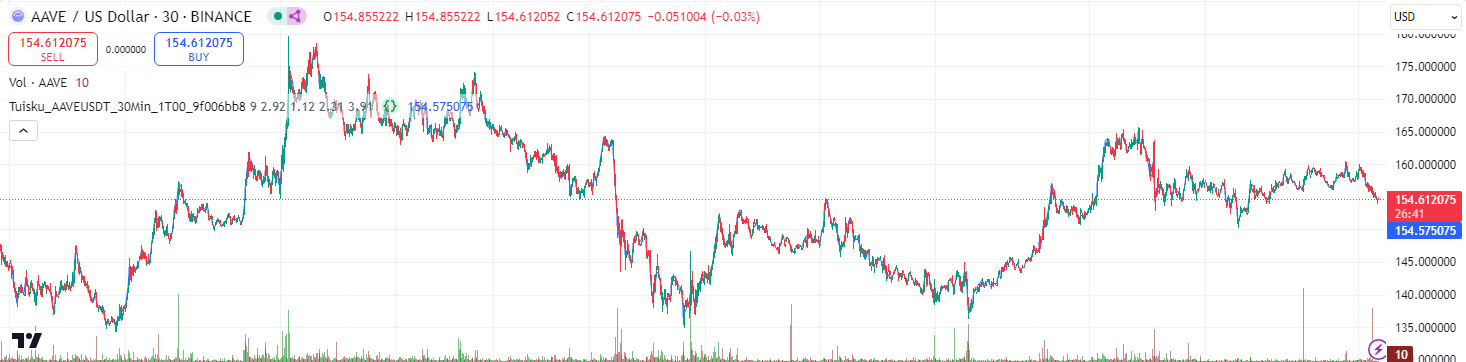 AAVE / US Dollar · 30 · BINANCE O154.855222 H154.855222 L154.612052 C154.612075 −0.051004 (−0.03%)
USD
154.612075
SELL
0.000000
154.612075
BUY
Vol · AAVE 10
Tuisku_AAVEUSDT_30Min_1T00_9f006bb8 9 2.92 1.12 2.31 3.91 {} 154.575075
180.000000
175.000000
170.000000
165.000000
160.000000
154.612075
26:41
154.575075
145.000000
140.000000
135.000000
10